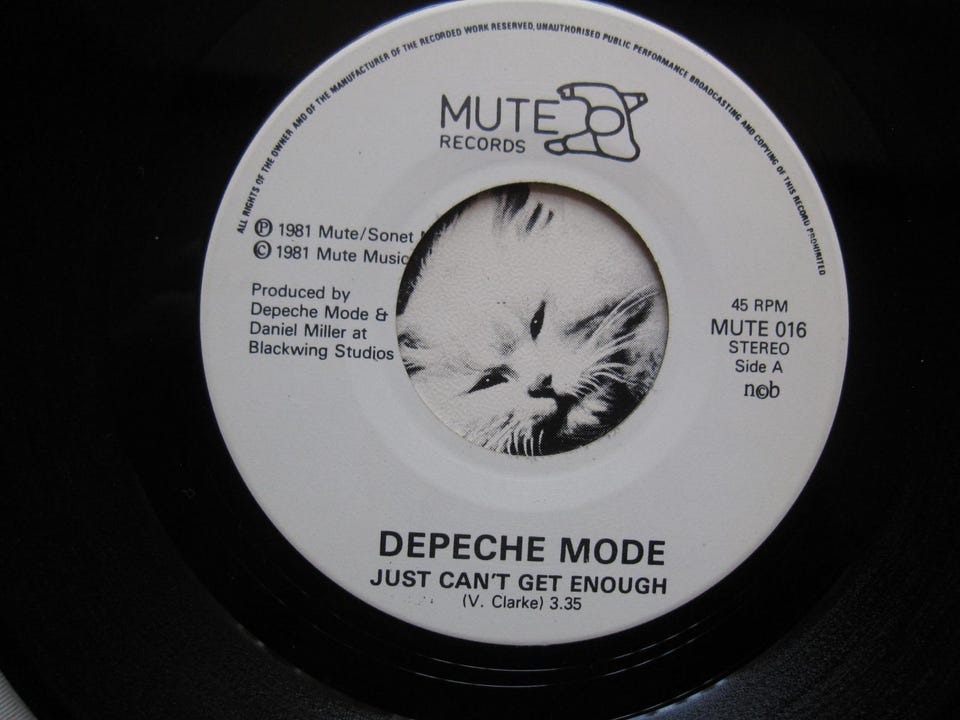 ALL RIGHTS OF THE OWNER AND OF THE MANUFACTURER OF THE RECORDED WORK RESERVED, UNAUTHORISED PUBLIC PERFORMANCE BROADCASTING AND COPYING OF THIS RECORD PROHIBITED
MUTE
RECORDS
℗ 1981 Mute/Sonet
© 1981 Mute Music
Produced by
Depeche Mode &
Daniel Miller at
Blackwing Studios
45 RPM
MUTE 016
STEREO
Side A
n©b
DEPECHE MODE
JUST CAN'T GET ENOUGH
(V. Clarke) 3.35